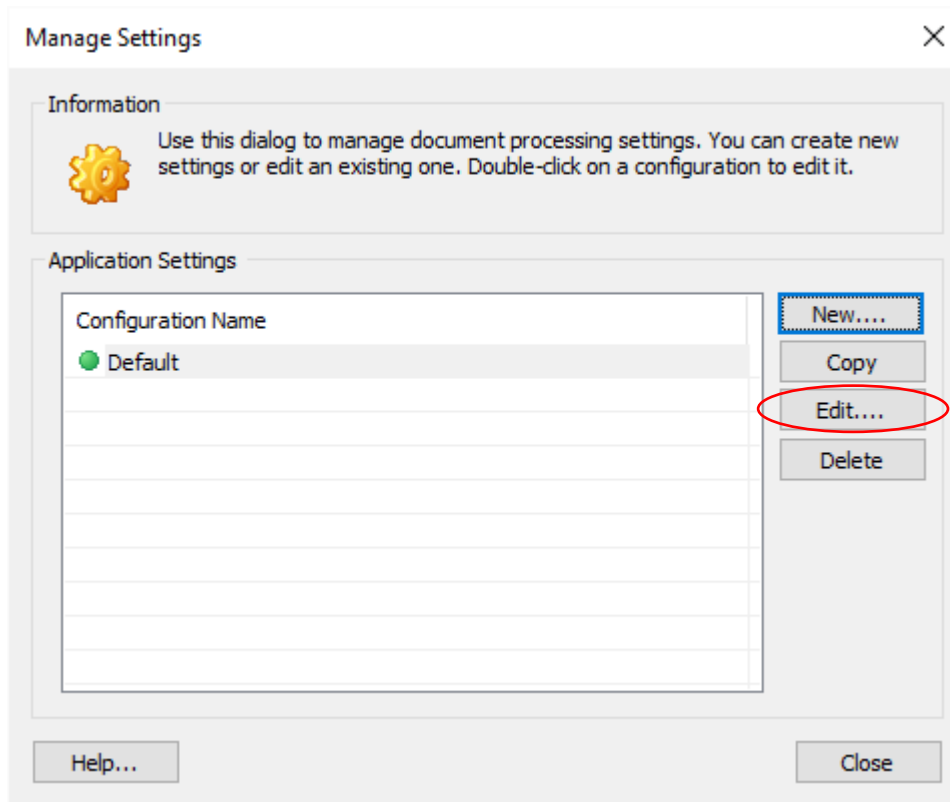 Manage Settings
Information
Use this dialog to manage document processing settings. You can create new
settings or edit an existing one. Double-click on a configuration to edit it.
Application Settings
Configuration Name
Default
New....
Copy
Edit....
Delete
Help...
Close